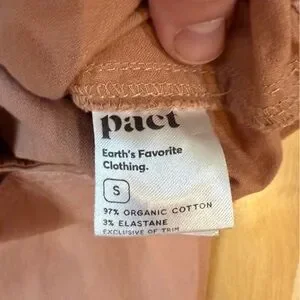 pact
Earth's Favorite
Clothing.
S
97% ORGANIC COTTON
3% ELASTANE
EXCLUSIVE OF TRIM